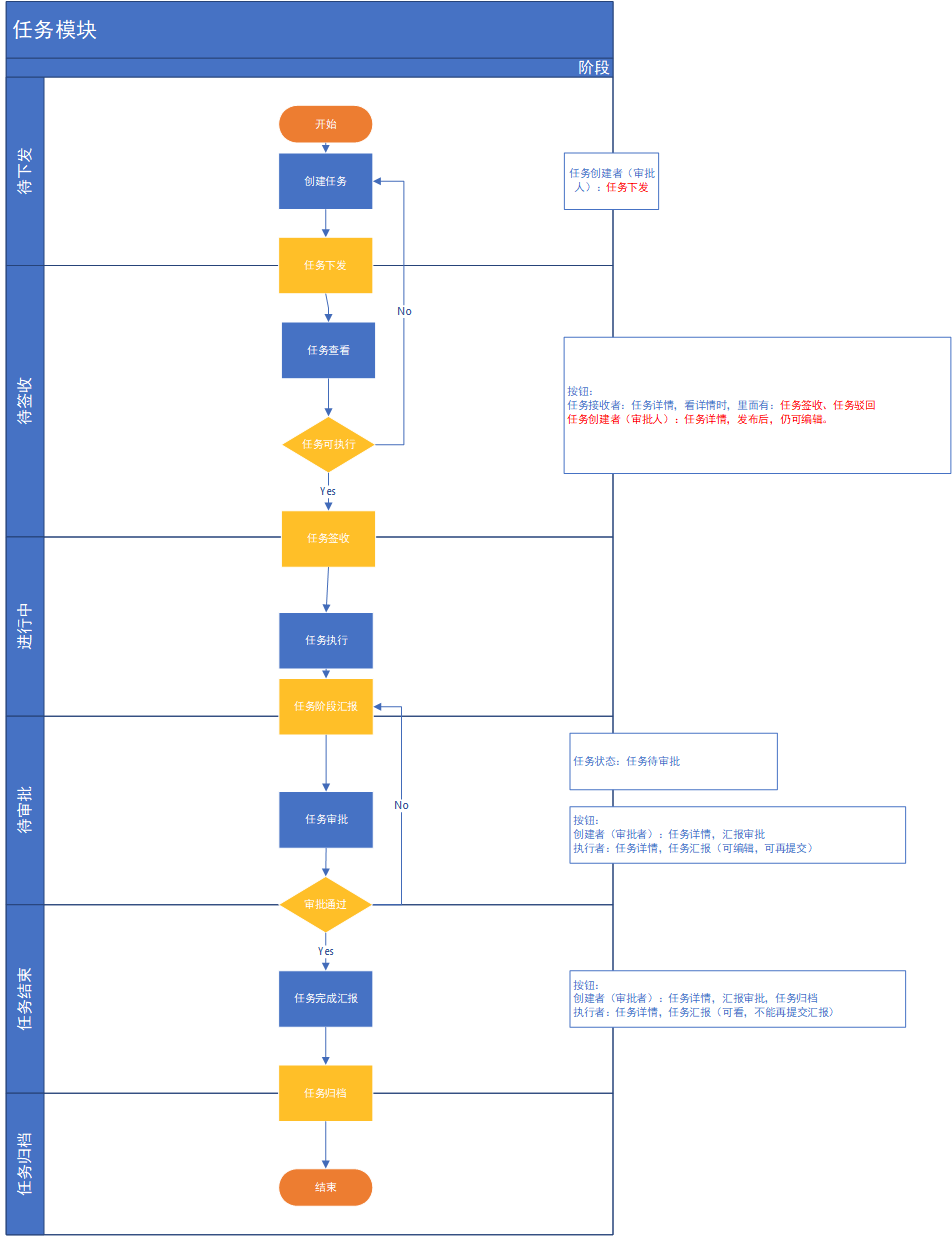 任务模块
阶段
待下发
开始
创建任务
任务创建者（审批
人）：任务下发
任务下发
待签收
No
任务查看
按钮：
任务接收者：任务详情，看详情时，里面有：任务签收、任务驳回
任务创建者（审批人）：任务详情，发布后，仍可编辑。
任务可执行
Yes
任务签收
进行中
任务执行
任务阶段汇报
待审批
任务状态：任务待审批
No
任务审批
按钮：
创建者（审批者）：任务详情，汇报审批
执行者：任务详情，任务汇报（可编辑，可再提交）
审批通过
任务结束
Yes
任务完成汇报
按钮：
创建者（审批者）：任务详情，汇报审批，任务归档
执行者：任务详情，任务汇报（可看，不能再提交汇报）
任务归档
任务归档
结束